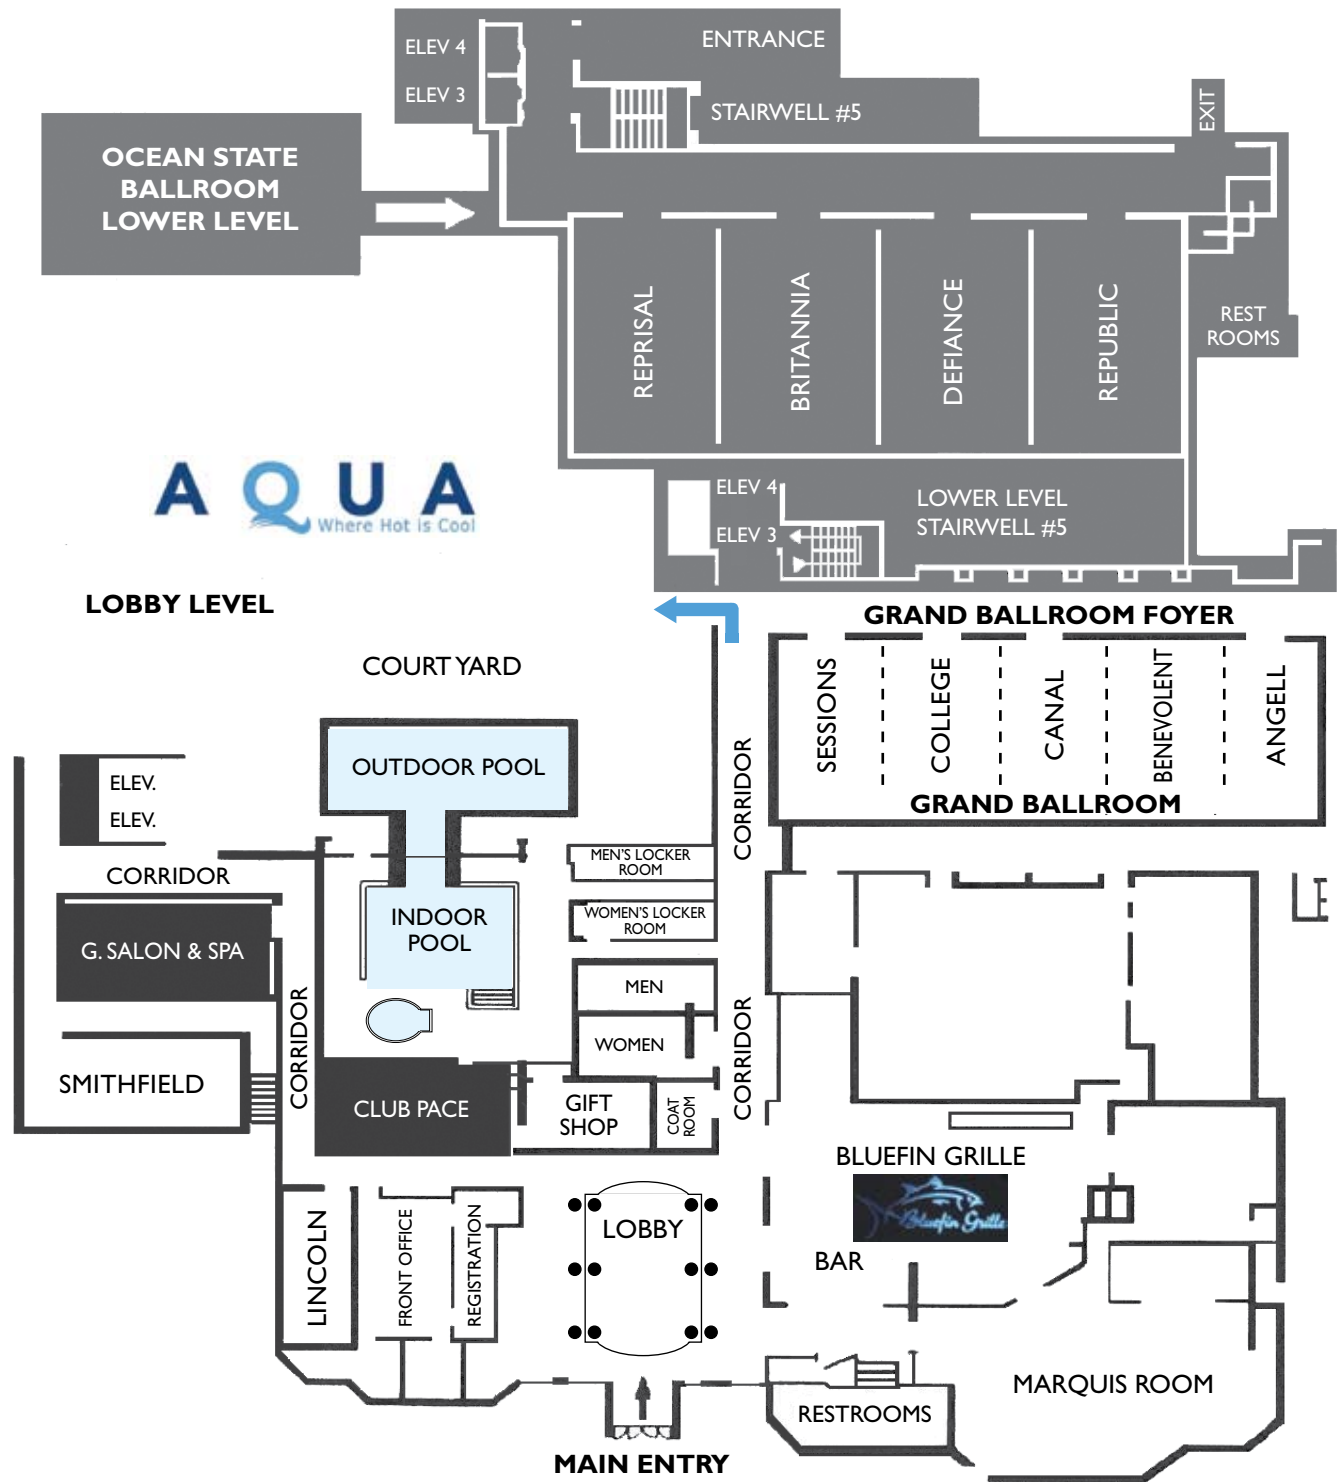 ELEV 4
ENTRANCE
ELEV 3
STAIRWELL #5
EXIT
OCEAN STATE
BALLROOM
LOWER LEVEL
REPRISAL
BRITANNIA
DEFIANCE
REPUBLIC
REST
ROOMS
AQUA
Where Hot is Cool
ELEV 4
ELEV 3
LOWER LEVEL
STAIRWELL #5
LOBBY LEVEL
GRAND BALLROOM FOYER
COURT YARD
SESSIONS
COLLEGE
CANAL
BENEVOLENT
ANGELL
GRAND BALLROOM
OUTDOOR POOL
CORRIDOR
ELEV.
ELEV.
CORRIDOR
MEN'S LOCKER
ROOM
WOMEN'S LOCKER
ROOM
INDOOR
POOL
G. SALON & SPA
MEN
WOMEN
CORRIDOR
CORRIDOR
SMITHFIELD
CLUB PACE
GIFT
SHOP
COAT
ROOM
BLUEFIN GRILLE
Bluefin Grille
LOBBY
BAR
LINCOLN
FRONT OFFICE
REGISTRATION
MARQUIS ROOM
RESTROOMS
MAIN ENTRY